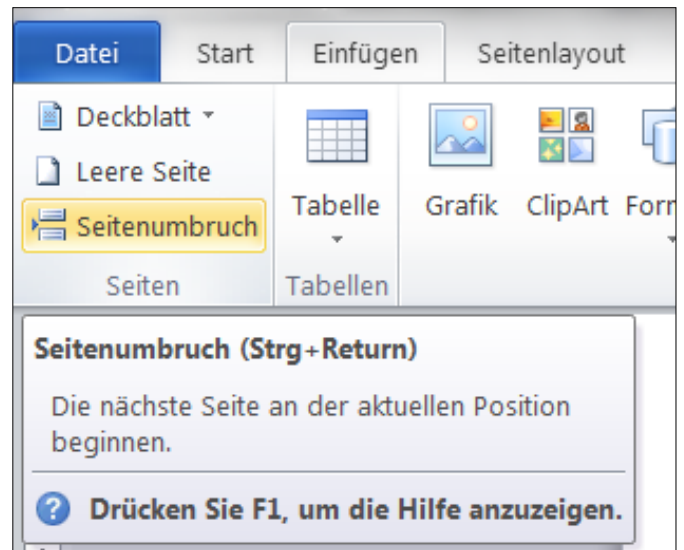 Datei Start Einfügen Seitenlayout
Deckblatt
Leere Seite
Seitenumbruch
Seiten
Tabelle
Tabellen
Grafik ClipArt Form
Seitenumbruch (Strg+Return)
Die nächste Seite an der aktuellen Position
beginnen.
Drücken Sie F1, um die Hilfe anzuzeigen.